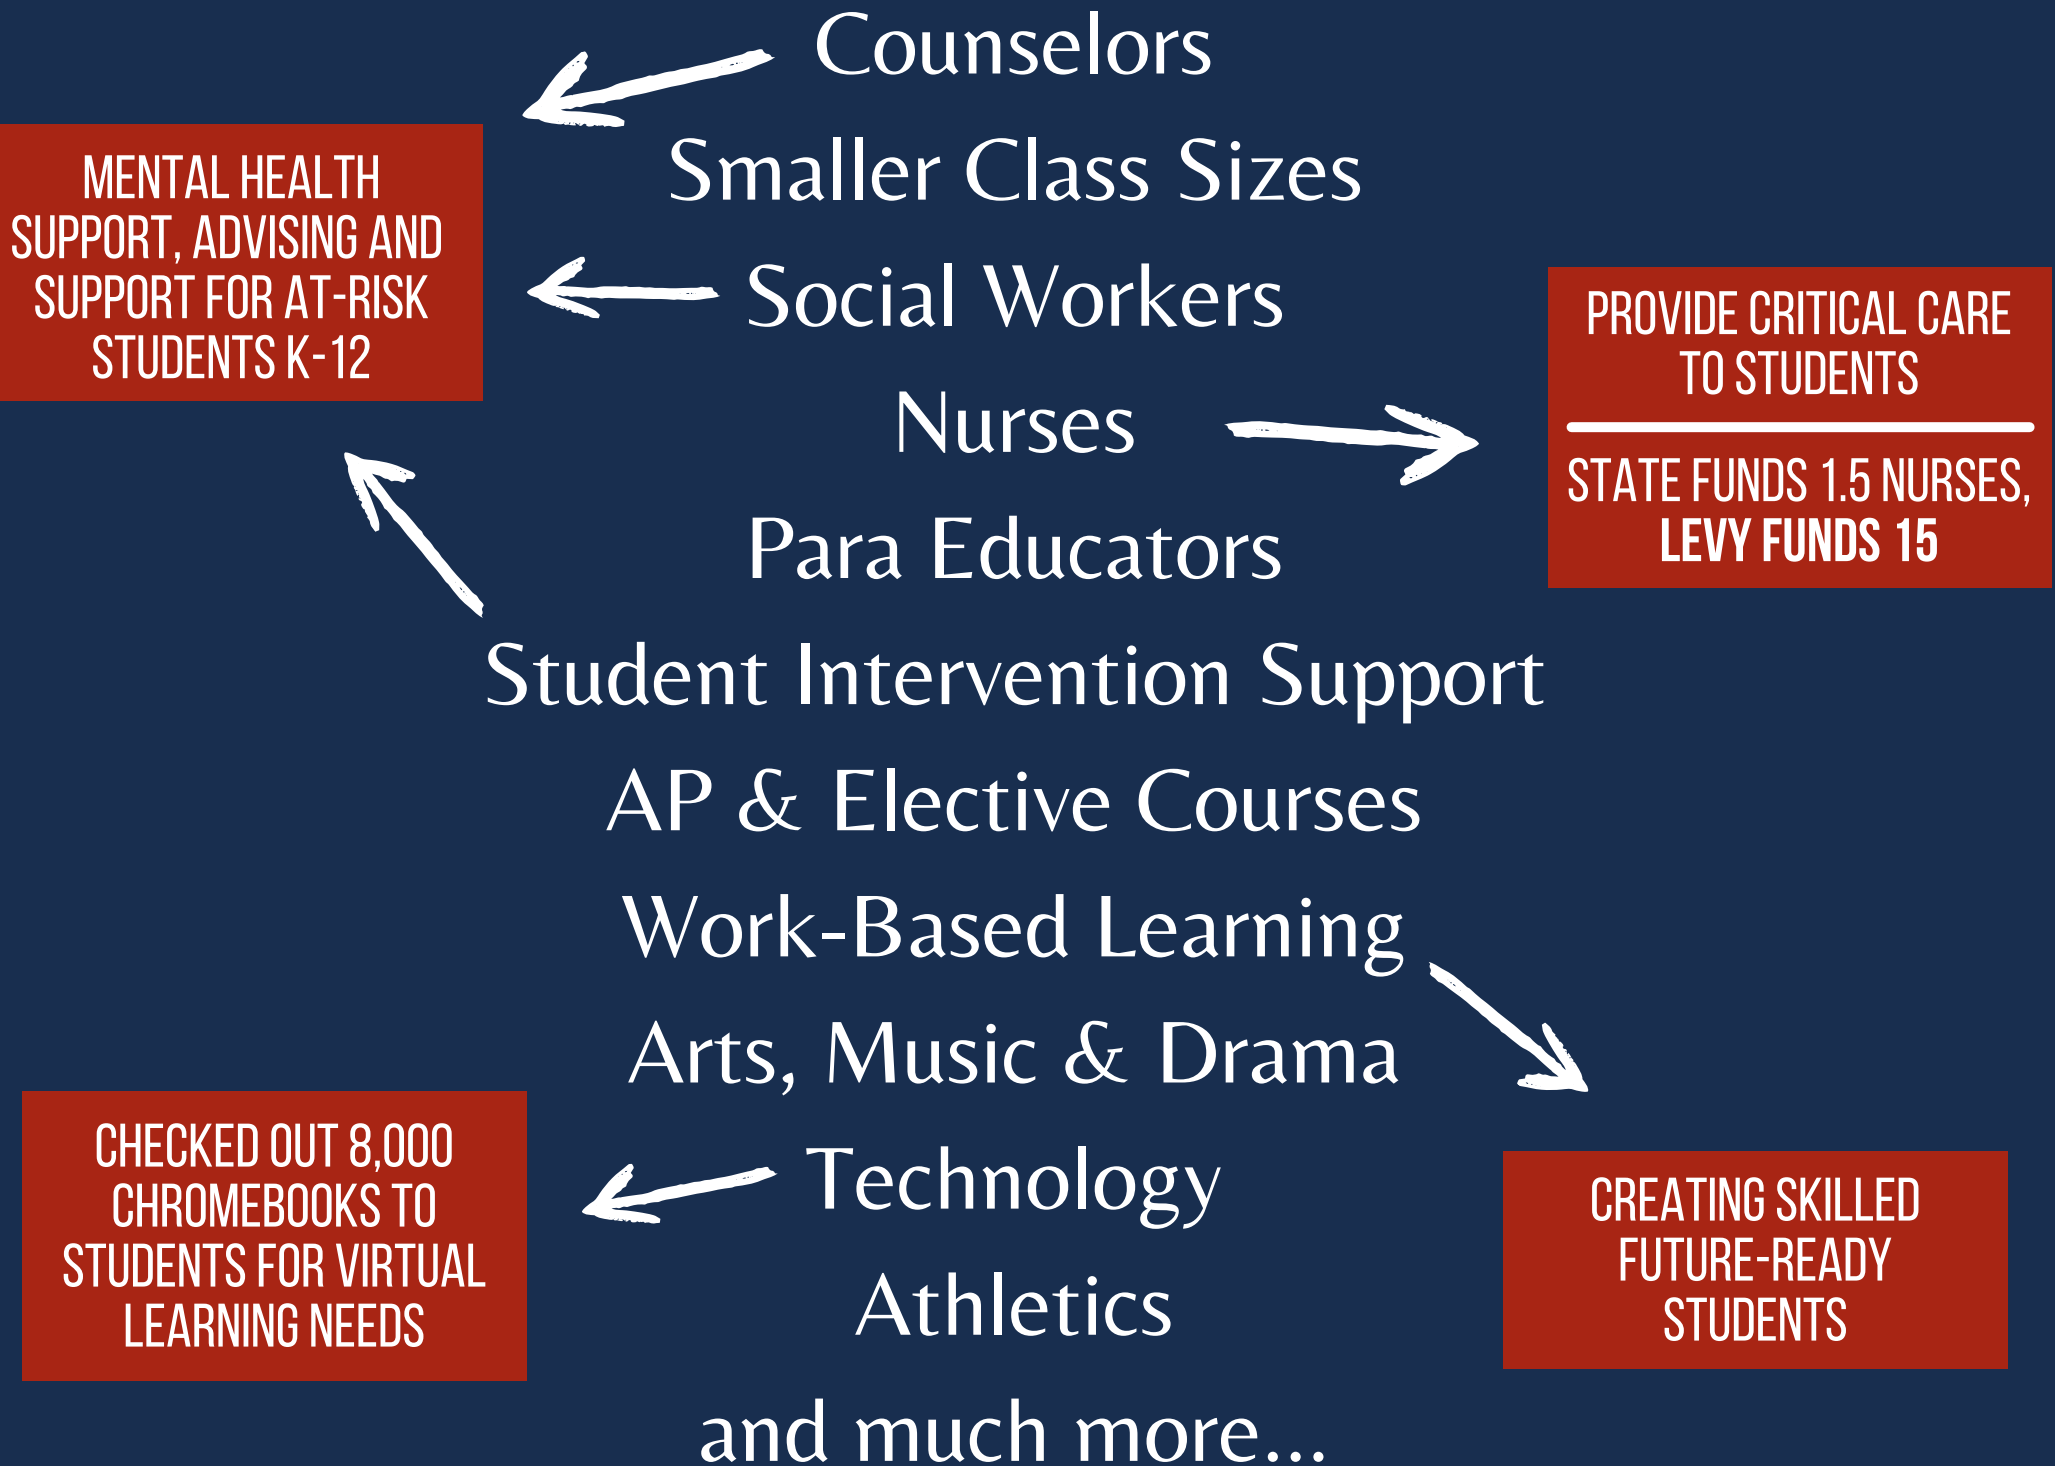 Counselors
Smaller Class Sizes
MENTAL HEALTH
SUPPORT, ADVISING AND
SUPPORT FOR AT-RISK
STUDENTS K-12
Social Workers
Nurses
PROVIDE CRITICAL CARE
TO STUDENTS
STATE FUNDS 1.5 NURSES,
LEVY FUNDS 15
Para Educators
Student Intervention Support
AP & Elective Courses
Work-Based Learning
Arts, Music & Drama
Technology
CHECKED OUT 8,000
CHROMEBOOKS TO
STUDENTS FOR VIRTUAL
LEARNING NEEDS
CREATING SKILLED
FUTURE-READY
STUDENTS
Athletics
and much more...